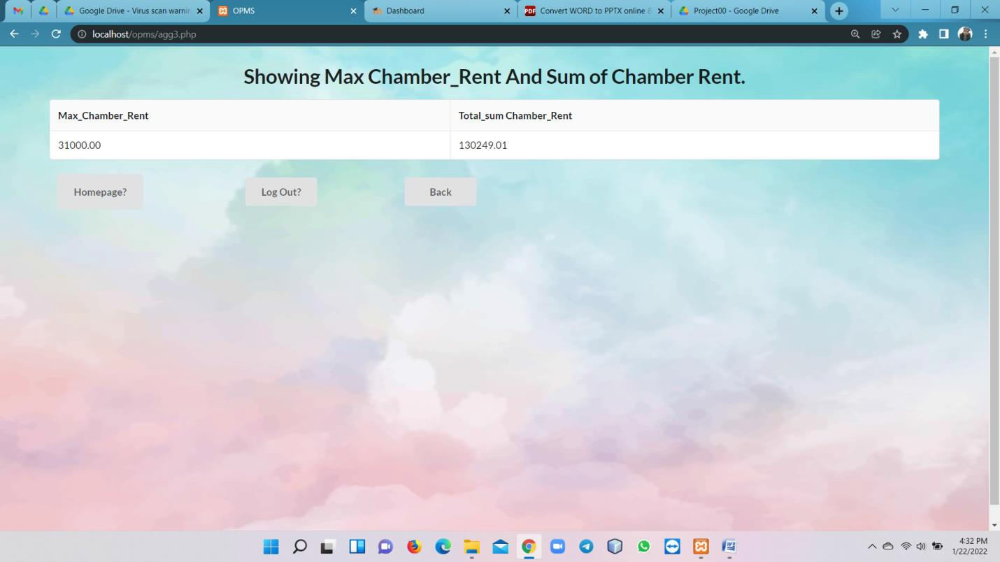 Google Drive - Virus scan warnin
OPMS
Dashboard
PDF
Convert WORD to PPTX online &
Project00 - Google Drive
localhost/opms/agg3.php
Showing Max Chamber_Rent And Sum of Chamber Rent.
Max_Chamber_Rent
Total_sum Chamber_Rent
31000.00
130249.01
Homepage?
Log Out?
Back
4:32 PM
1/22/2022